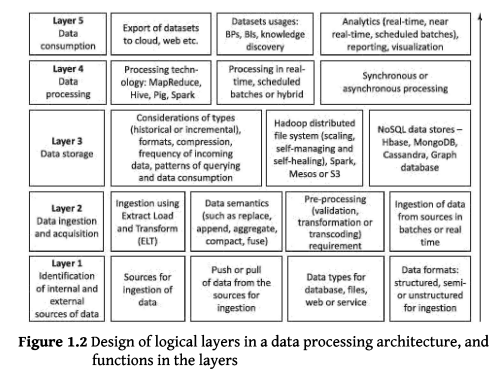 Layer 5
Data
consumption
Export of datasets
to cloud, web etc.
Datasets usages:
BPs, BIs, knowledge
discovery
Analytics (real-time, near
real-time, scheduled batches),
reporting, visualization
Layer 4
Data
processing
Processing tech-
nology: MapReduce,
Hive, Pig, Spark
Processing in real-
time, scheduled
batches or hybrid
Synchronous or
asynchronous processing
Layer 3
Data storage
Considerations of types
(historical or incremental),
formats, compression,
frequency of incoming
data, patterns of querying
and data consumption
Hadoop distributed
file system (scaling,
self-managing and
self-healing), Spark,
Mesos or S3
NoSQL data stores –
Hbase, MongoDB,
Cassandra, Graph
database
Layer 2
Data ingestion
and acquisition
Ingestion using
Extract Load
and Transform
(ELT)
Data semantics
(such as replace,
append, aggregate,
compact, fuse)
Pre-processing
(validation,
transformation or
transcoding)
requirement
Ingestion of data
from sources in
batches or real
time
Layer 1
Identification
of internal and
external
sources of data
Sources for
ingestion of
data
Push or pull
of data from the
sources for
ingestion
Data types for
database, files,
web or service
Data formats:
structured, semi-
or unstructured
for ingestion
Figure 1.2 Design of logical layers in a data processing architecture, and
functions in the layers